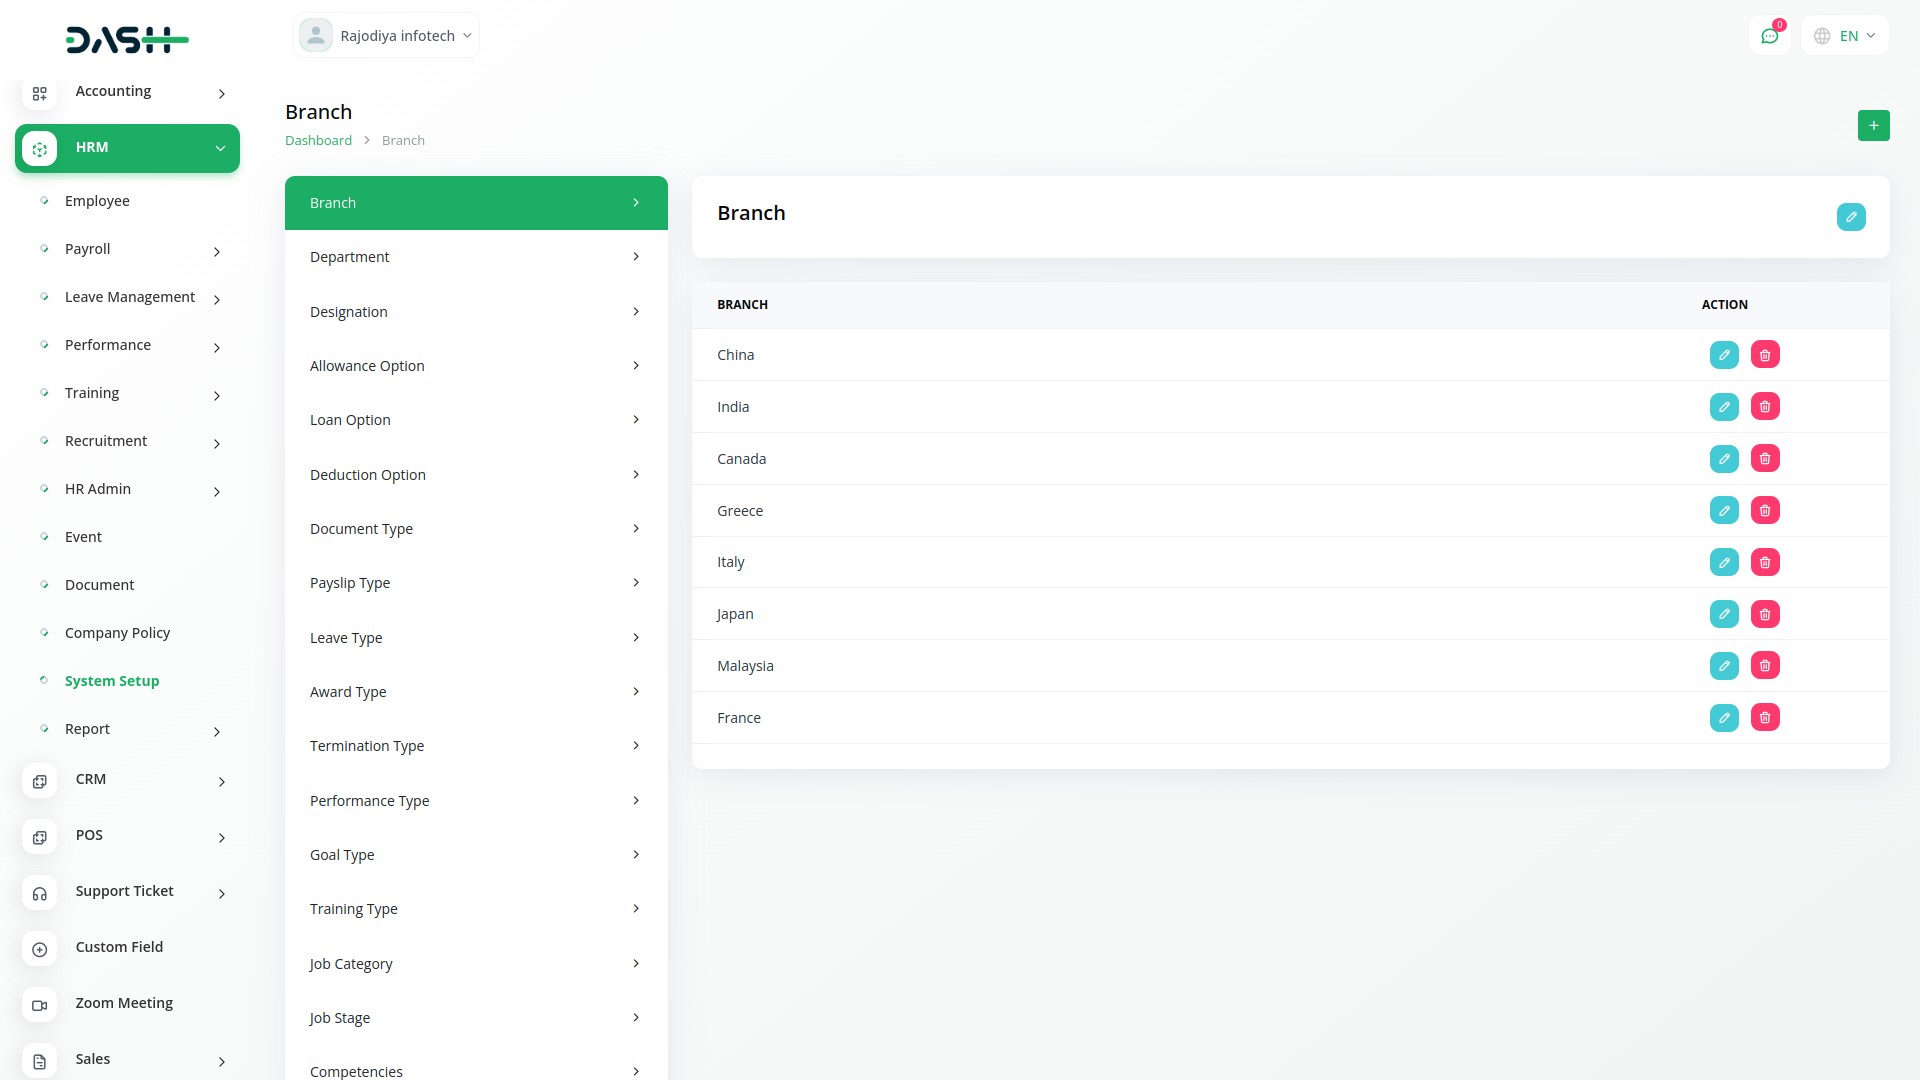 DASH
Rajodiya infotech
0
EN
Accounting
HRM
Employee
Payroll
Leave Management
Performance
Training
Recruitment
HR Admin
Event
Document
Company Policy
System Setup
Report
CRM
POS
Support Ticket
Custom Field
Zoom Meeting
Sales
Branch
Dashboard > Branch
Branch
Department
Designation
Allowance Option
Loan Option
Deduction Option
Document Type
Payslip Type
Leave Type
Award Type
Termination Type
Performance Type
Goal Type
Training Type
Job Category
Job Stage
Competencies
Branch
BRANCH ACTION
China
India
Canada
Greece
Italy
Japan
Malaysia
France